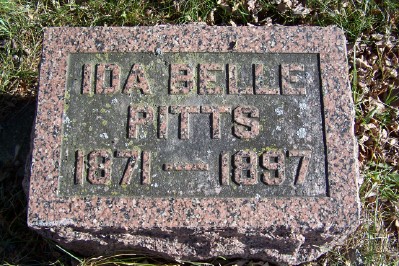 IDA BELLE
PITTS
1871 — 1897